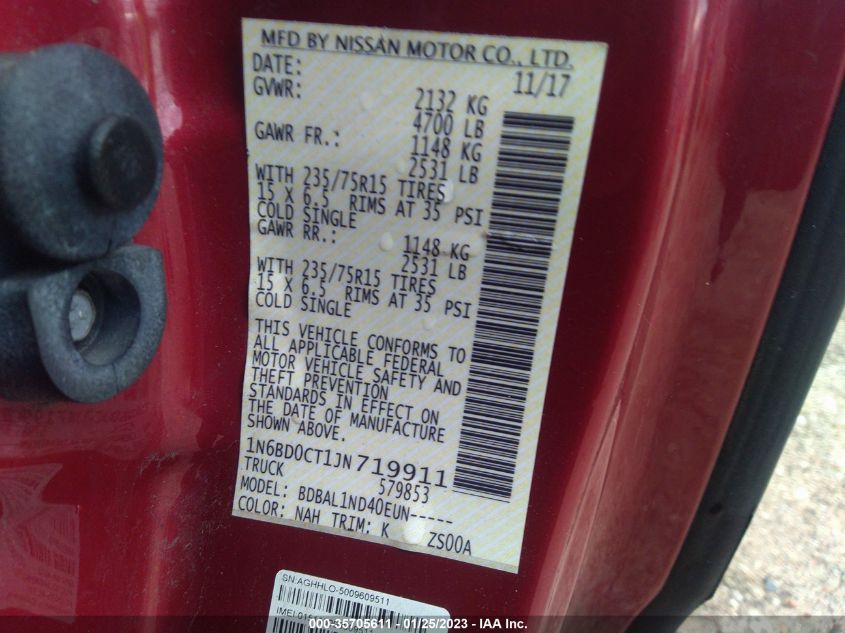 MFD BY NISSAN MOTOR CO., LTD.
DATE: 11/17
GVWR: 2132 KG
4700 LB
GAWR FR.: 1148 KG
2531 LB
WITH 235/75R15 TIRES
15 X 6.5 RIMS AT 35 PSI
COLD SINGLE
GAWR RR.: 1148 KG
2531 LB
WITH 235/75R15 TIRES
15 X 6.5 RIMS AT 35 PSI
COLD SINGLE
THIS VEHICLE CONFORMS TO
ALL APPLICABLE FEDERAL
MOTOR VEHICLE SAFETY AND
THEFT PREVENTION
STANDARDS IN EFFECT ON
THE DATE OF MANUFACTURE
SHOWN ABOVE.
1N6BD0CT1JN719911
TRUCK 579853
MODEL: BDBAL1ND40EUN-----
COLOR: NAH TRIM: K ZS00A
SN:AGHHLO-5009609511
000-35705611 - 01/25/2023 - IAA Inc.